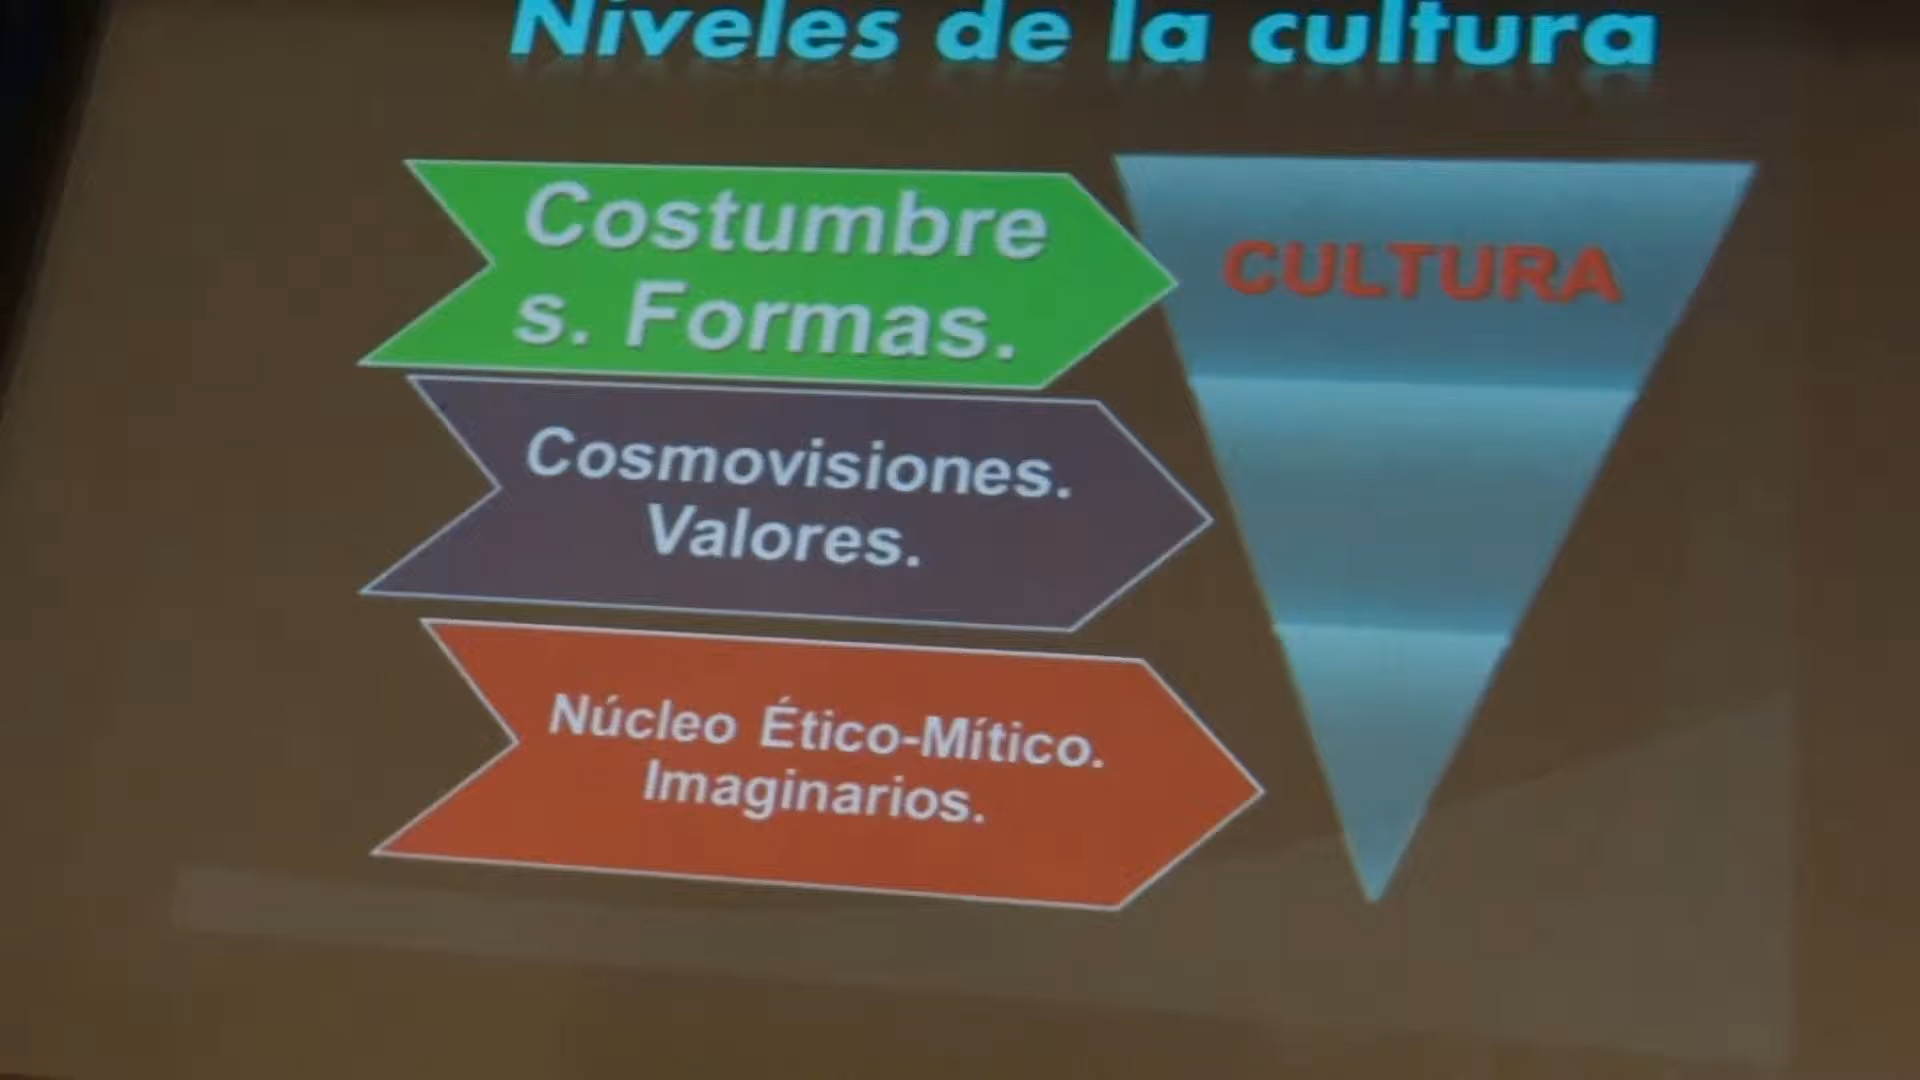 Niveles de la cultura
Costumbre
s. Formas.
CULTURA
Cosmovisiones.
Valores.
Núcleo Ético-Mítico.
Imaginarios.